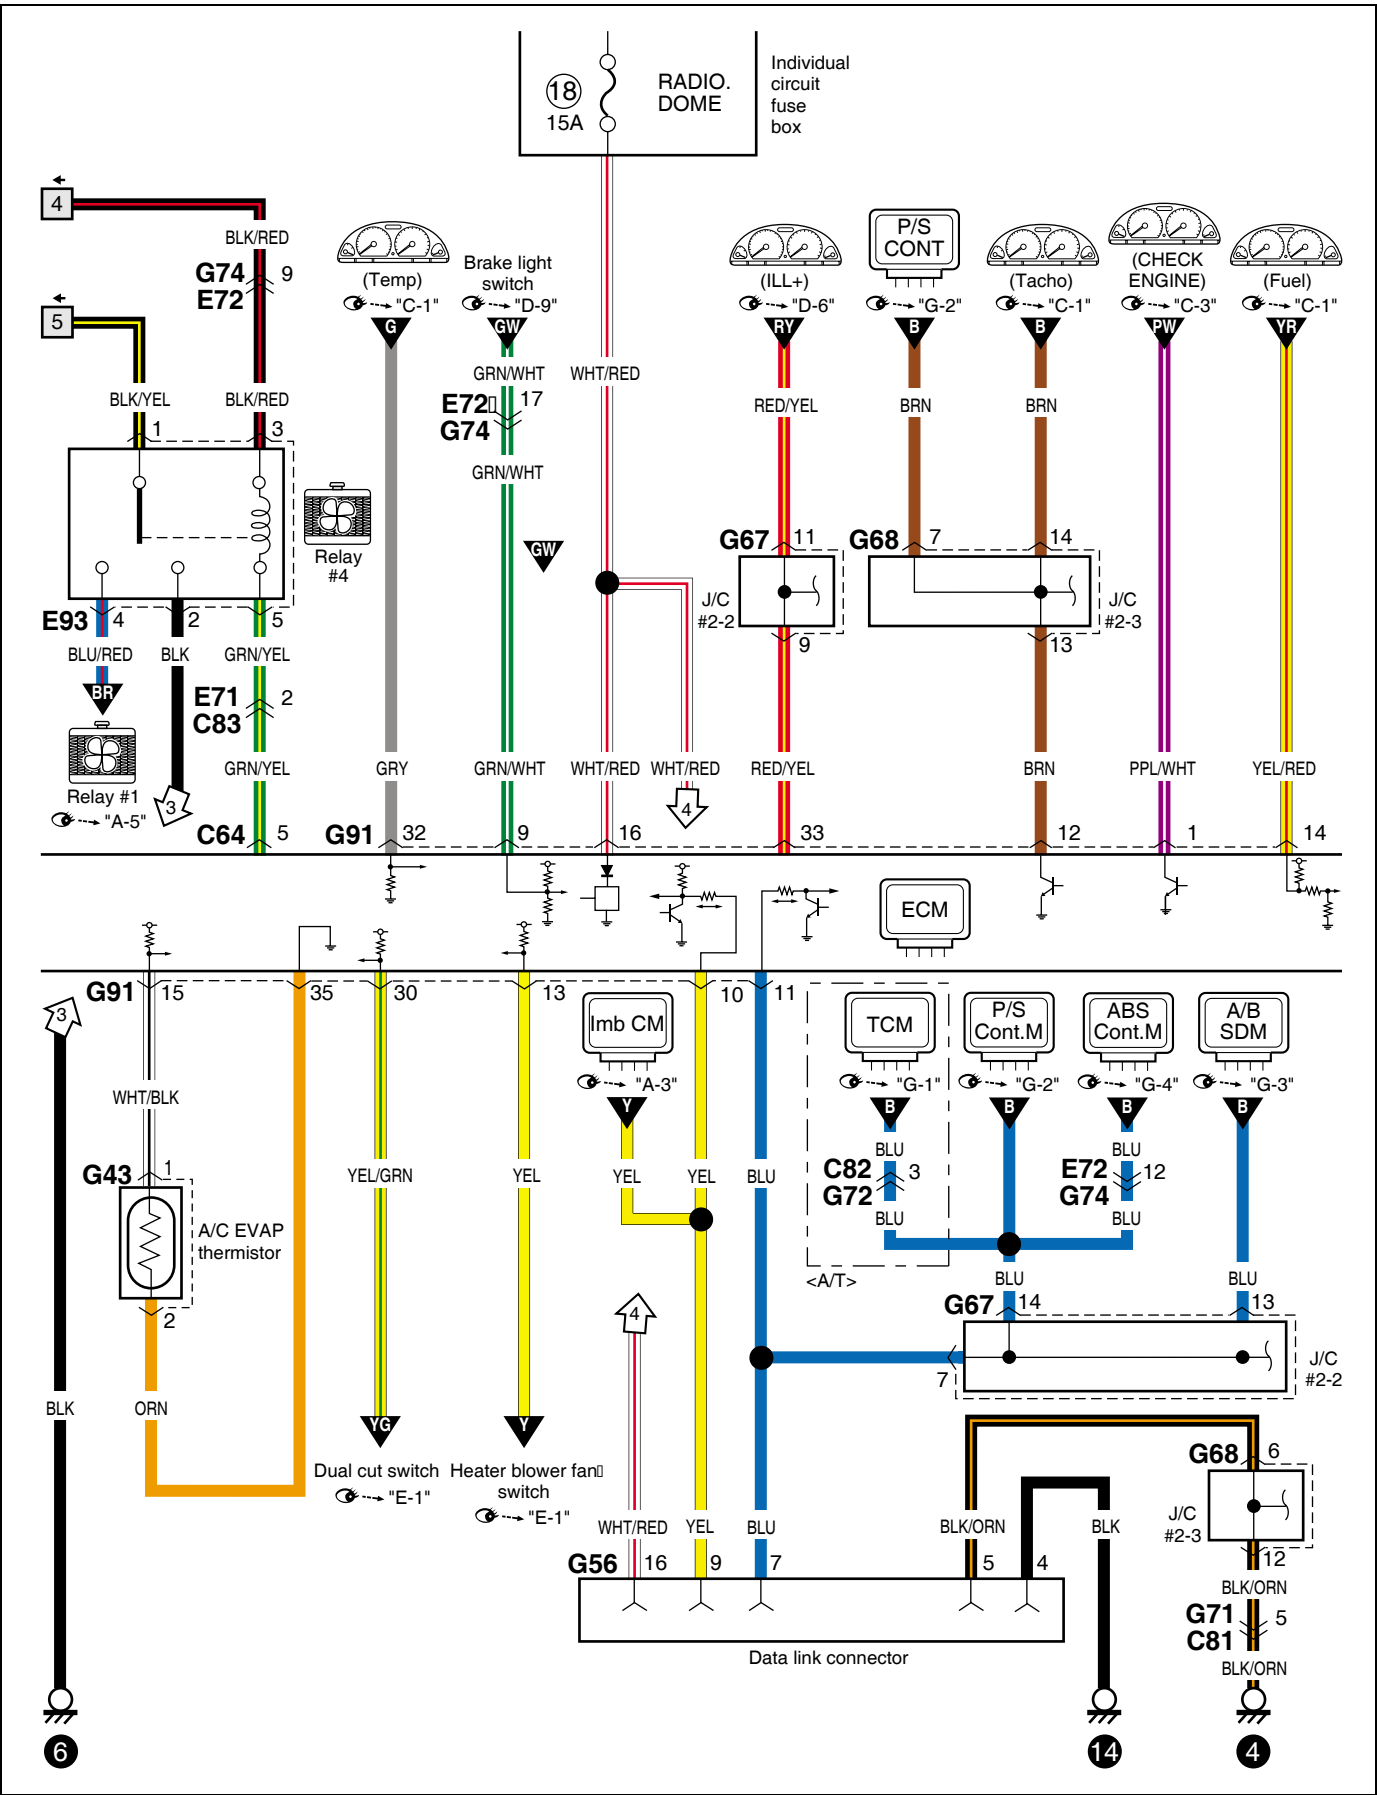 18
15A
RADIO.
DOME
Individual
circuit
fuse
box
4
BLK/RED
G74
E72
9
5
BLK/YEL
BLK/RED
1
3
(Temp)
"C-1"
G
Brake light
switch
"D-9"
GW
GRN/WHT
E72
G74
17
GRN/WHT
GW
WHT/RED
(ILL+)
"D-6"
RY
RED/YEL
P/S
CONT
"G-2"
B
BRN
(Tacho)
"C-1"
B
BRN
(CHECK
ENGINE)
"C-3"
PW
(Fuel)
"C-1"
YR
Relay
#4
G67
11
J/C
#2-2
9
G68
7
14
J/C
#2-3
13
E93
4
2
5
BLU/RED
BLK
GRN/YEL
BR
E71
C83
2
Relay #1
"A-5"
3
GRN/YEL
GRY
GRN/WHT
WHT/RED
WHT/RED
RED/YEL
BRN
PPL/WHT
YEL/RED
4
C64
5
G91
32
9
16
33
12
1
14
ECM
G91
15
35
30
13
10
11
3
Imb CM
"A-3"
Y
TCM
"G-1"
B
P/S
Cont.M
"G-2"
B
ABS
Cont.M
"G-4"
B
A/B
SDM
"G-3"
B
WHT/BLK
BLU
BLU
G43
1
YEL/GRN
YEL
YEL
YEL
BLU
C82
G72
3
E72
G74
12
BLU
BLU
A/C EVAP
thermistor
<A/T>
BLU
BLU
2
4
G67
14
13
7
J/C
#2-2
BLK
ORN
YG
Y
Dual cut switch
"E-1"
Heater blower fan
switch
"E-1"
G68
6
J/C
#2-3
12
WHT/RED
YEL
BLU
BLK/ORN
BLK
G56
16
9
7
5
4
BLK/ORN
G71
C81
5
Data link connector
BLK/ORN
6
14
4